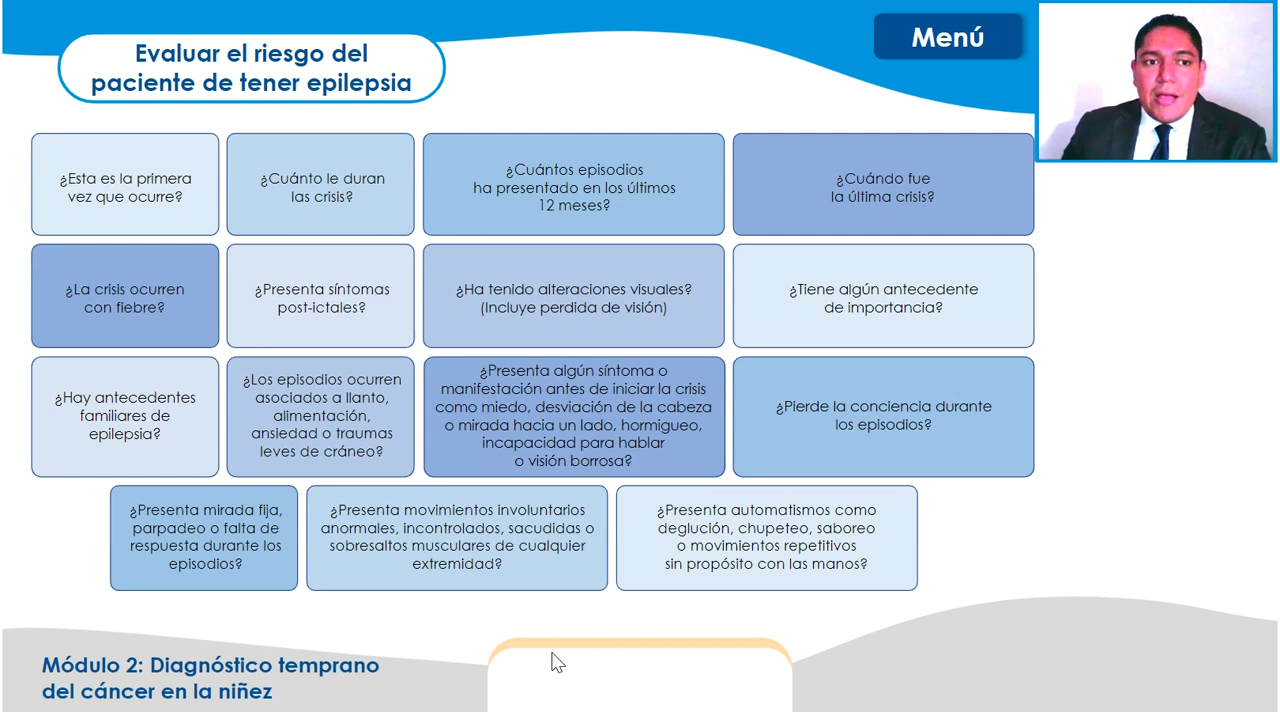 Evaluar el riesgo del
paciente de tener epilepsia
Menú
¿Esta es la primera
vez que ocurre?
¿Cuánto le duran
las crisis?
¿Cuántos episodios
ha presentado en los últimos
12 meses?
¿Cuándo fue
la última crisis?
¿La crisis ocurren
con fiebre?
¿Presenta síntomas
post-ictales?
¿Ha tenido alteraciones visuales?
(Incluye perdida de visión)
¿Tiene algún antecedente
de importancia?
¿Hay antecedentes
familiares de
epilepsia?
¿Los episodios ocurren
asociados a llanto,
alimentación,
ansiedad o traumas
leves de cráneo?
¿Presenta algún síntoma o
manifestación antes de iniciar la crisis
como miedo, desviación de la cabeza
o mirada hacia un lado, hormigueo,
incapacidad para hablar
o visión borrosa?
¿Pierde la conciencia durante
los episodios?
¿Presenta mirada fija,
parpadeo o falta de
respuesta durante los
episodios?
¿Presenta movimientos involuntarios
anormales, incontrolados, sacudidas o
sobresaltos musculares de cualquier
extremidad?
¿Presenta automatismos como
deglución, chupeteo, saboreo
o movimientos repetitivos
sin propósito con las manos?
Módulo 2: Diagnóstico temprano
del cáncer en la niñez